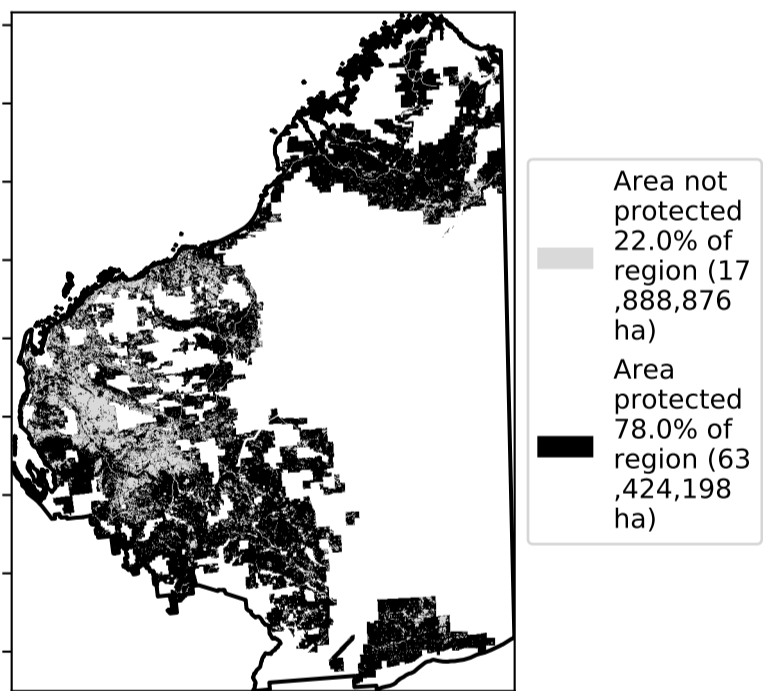 Area not
protected
22.0% of
region (17
,888,876
ha)
Area
protected
78.0% of
region (63
,424,198
ha)